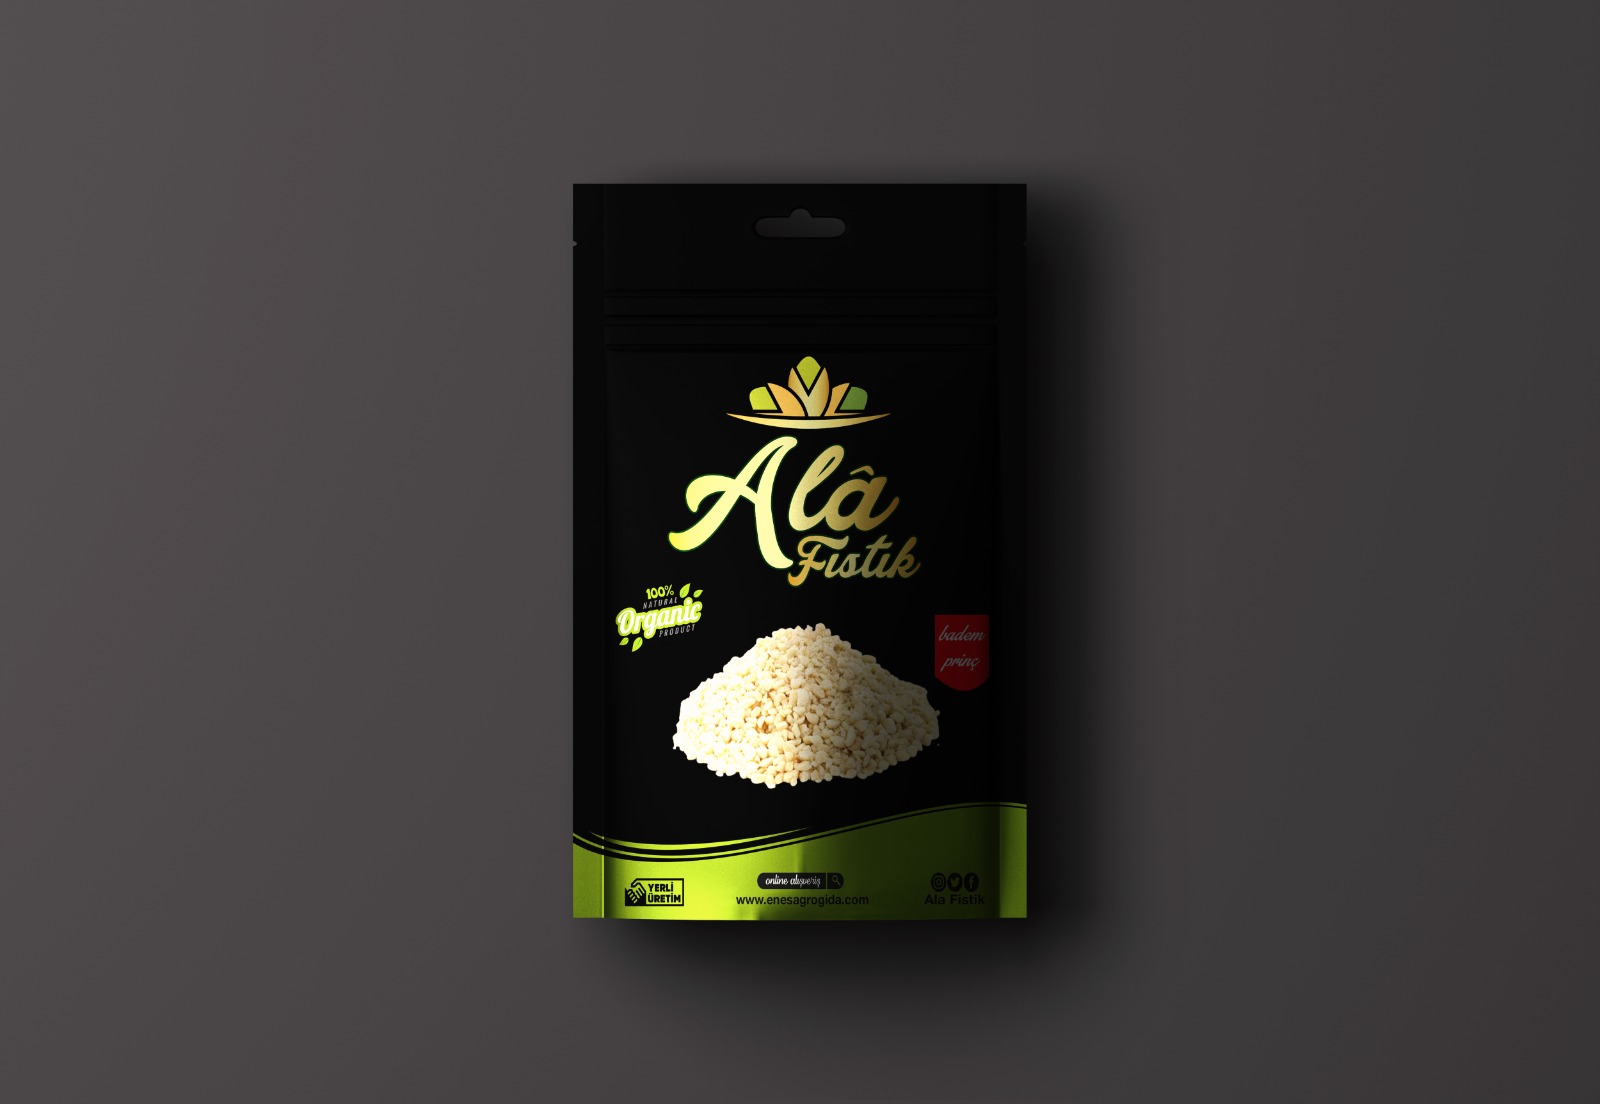 Alâ
Fıstık
100%
NATURAL
Organic
PRODUCT
badem
prinç
YERLİ
ÜRETİM
online alışveriş
www.enesagrogida.com
Ala Fistik